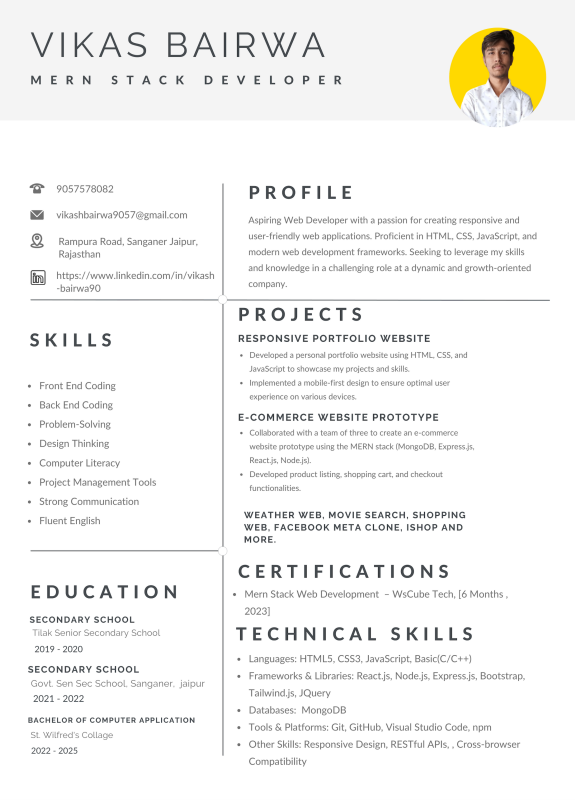 VIKAS BAIRWA
MERN STACK DEVELOPER
9057578082
vikashbairwa9057@gmail.com
Rampura Road, Sanganer Jaipur,
Rajasthan
https://www.linkedin.com/in/vikash
-bairwa90
SKILLS
• Front End Coding
• Back End Coding
• Problem-Solving
• Design Thinking
• Computer Literacy
• Project Management Tools
• Strong Communication
• Fluent English
EDUCATION
SECONDARY SCHOOL
Tilak Senior Secondary School
2019 - 2020
SECONDARY SCHOOL
Govt. Sen Sec School, Sanganer, jaipur
2021 - 2022
BACHELOR OF COMPUTER APPLICATION
St. Wilfred's Collage
2022 - 2025
PROFILE
Aspiring Web Developer with a passion for creating responsive and
user-friendly web applications. Proficient in HTML, CSS, JavaScript, and
modern web development frameworks. Seeking to leverage my skills
and knowledge in a challenging role at a dynamic and growth-oriented
company.
PROJECTS
RESPONSIVE PORTFOLIO WEBSITE
• Developed a personal portfolio website using HTML, CSS, and
JavaScript to showcase my projects and skills.
• Implemented a mobile-first design to ensure optimal user
experience on various devices.
E-COMMERCE WEBSITE PROTOTYPE
• Collaborated with a team of three to create an e-commerce
website prototype using the MERN stack (MongoDB, Express.js,
React.js, Node.js).
• Developed product listing, shopping cart, and checkout
functionalities.
WEATHER WEB, MOVIE SEARCH, SHOPPING
WEB, FACEBOOK META CLONE, ISHOP AND
MORE.
CERTIFICATIONS
• Mern Stack Web Development – WsCube Tech, [6 Months ,
2023]
TECHNICAL SKILLS
• Languages: HTML5, CSS3, JavaScript, Basic(C/C++)
• Frameworks & Libraries: React.js, Node.js, Express.js, Bootstrap,
Tailwind.js, JQuery
• Databases: MongoDB
• Tools & Platforms: Git, GitHub, Visual Studio Code, npm
• Other Skills: Responsive Design, RESTful APIs, , Cross-browser
Compatibility